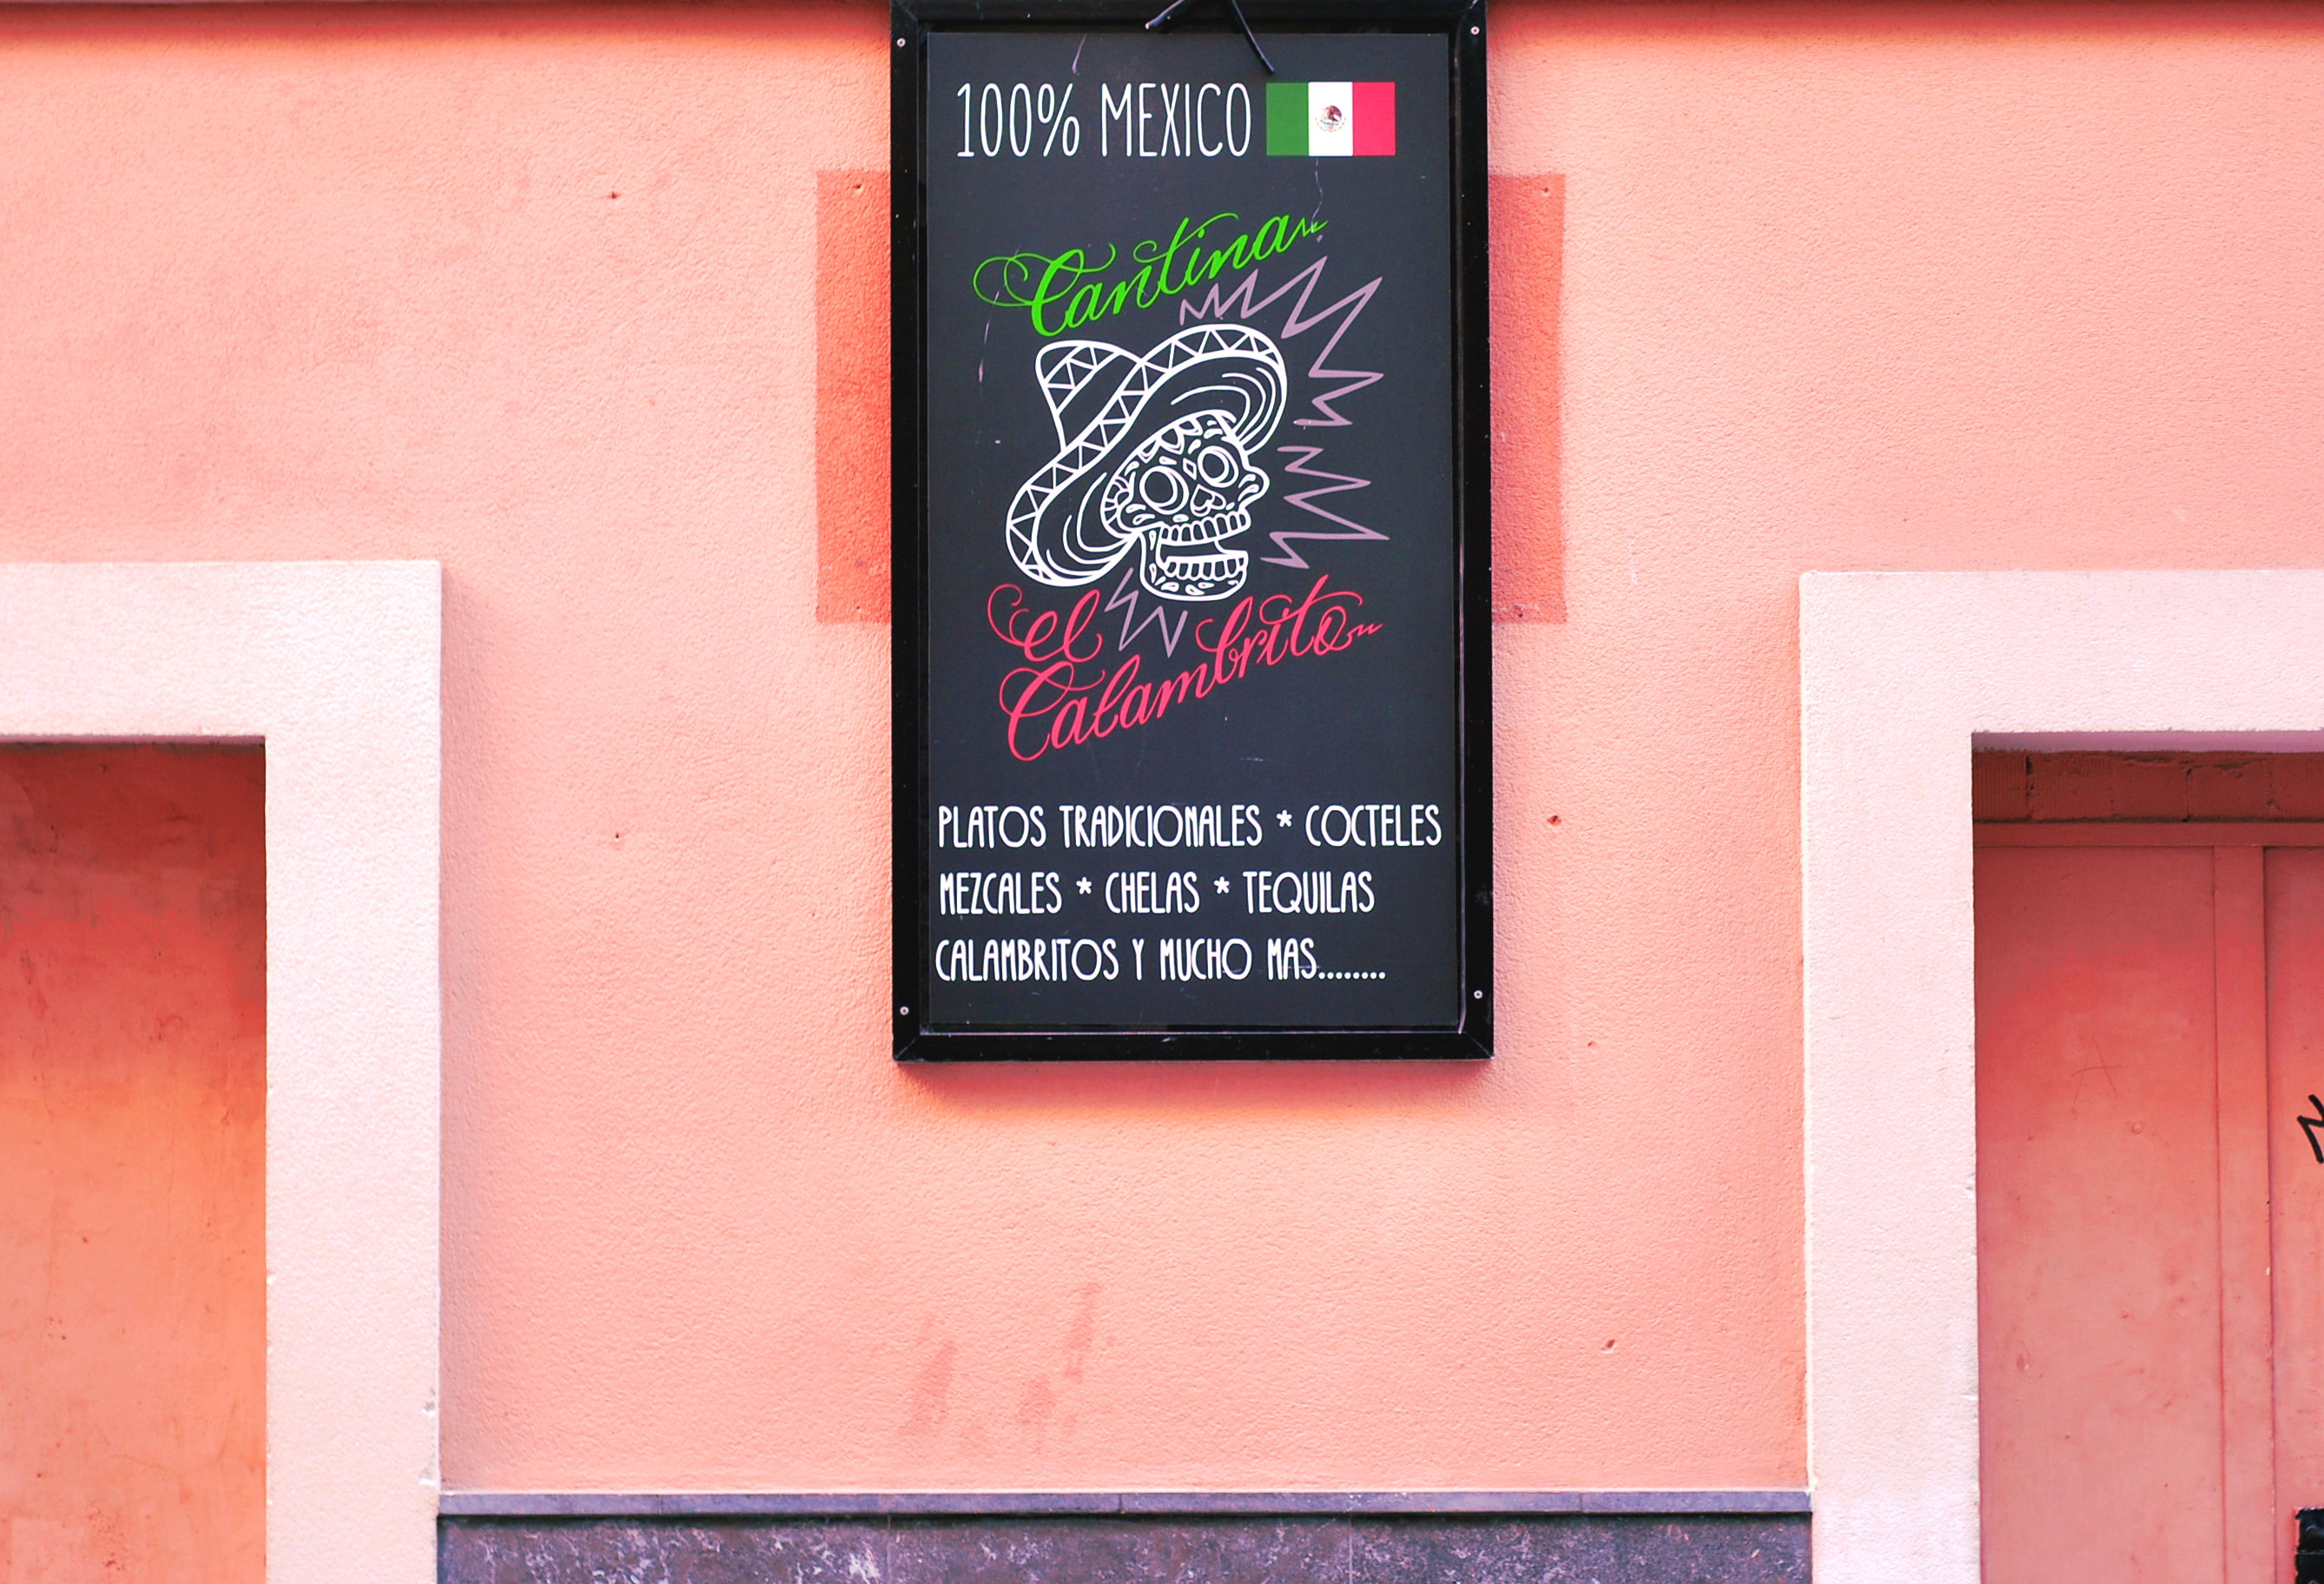 100% MEXICO
Cantina
el
Calambrito
PLATOS TRADICIONALES * COCTELES
MEZCALES * CHELAS * TEQUILAS
CALAMBRITOS Y MUCHO MAS........